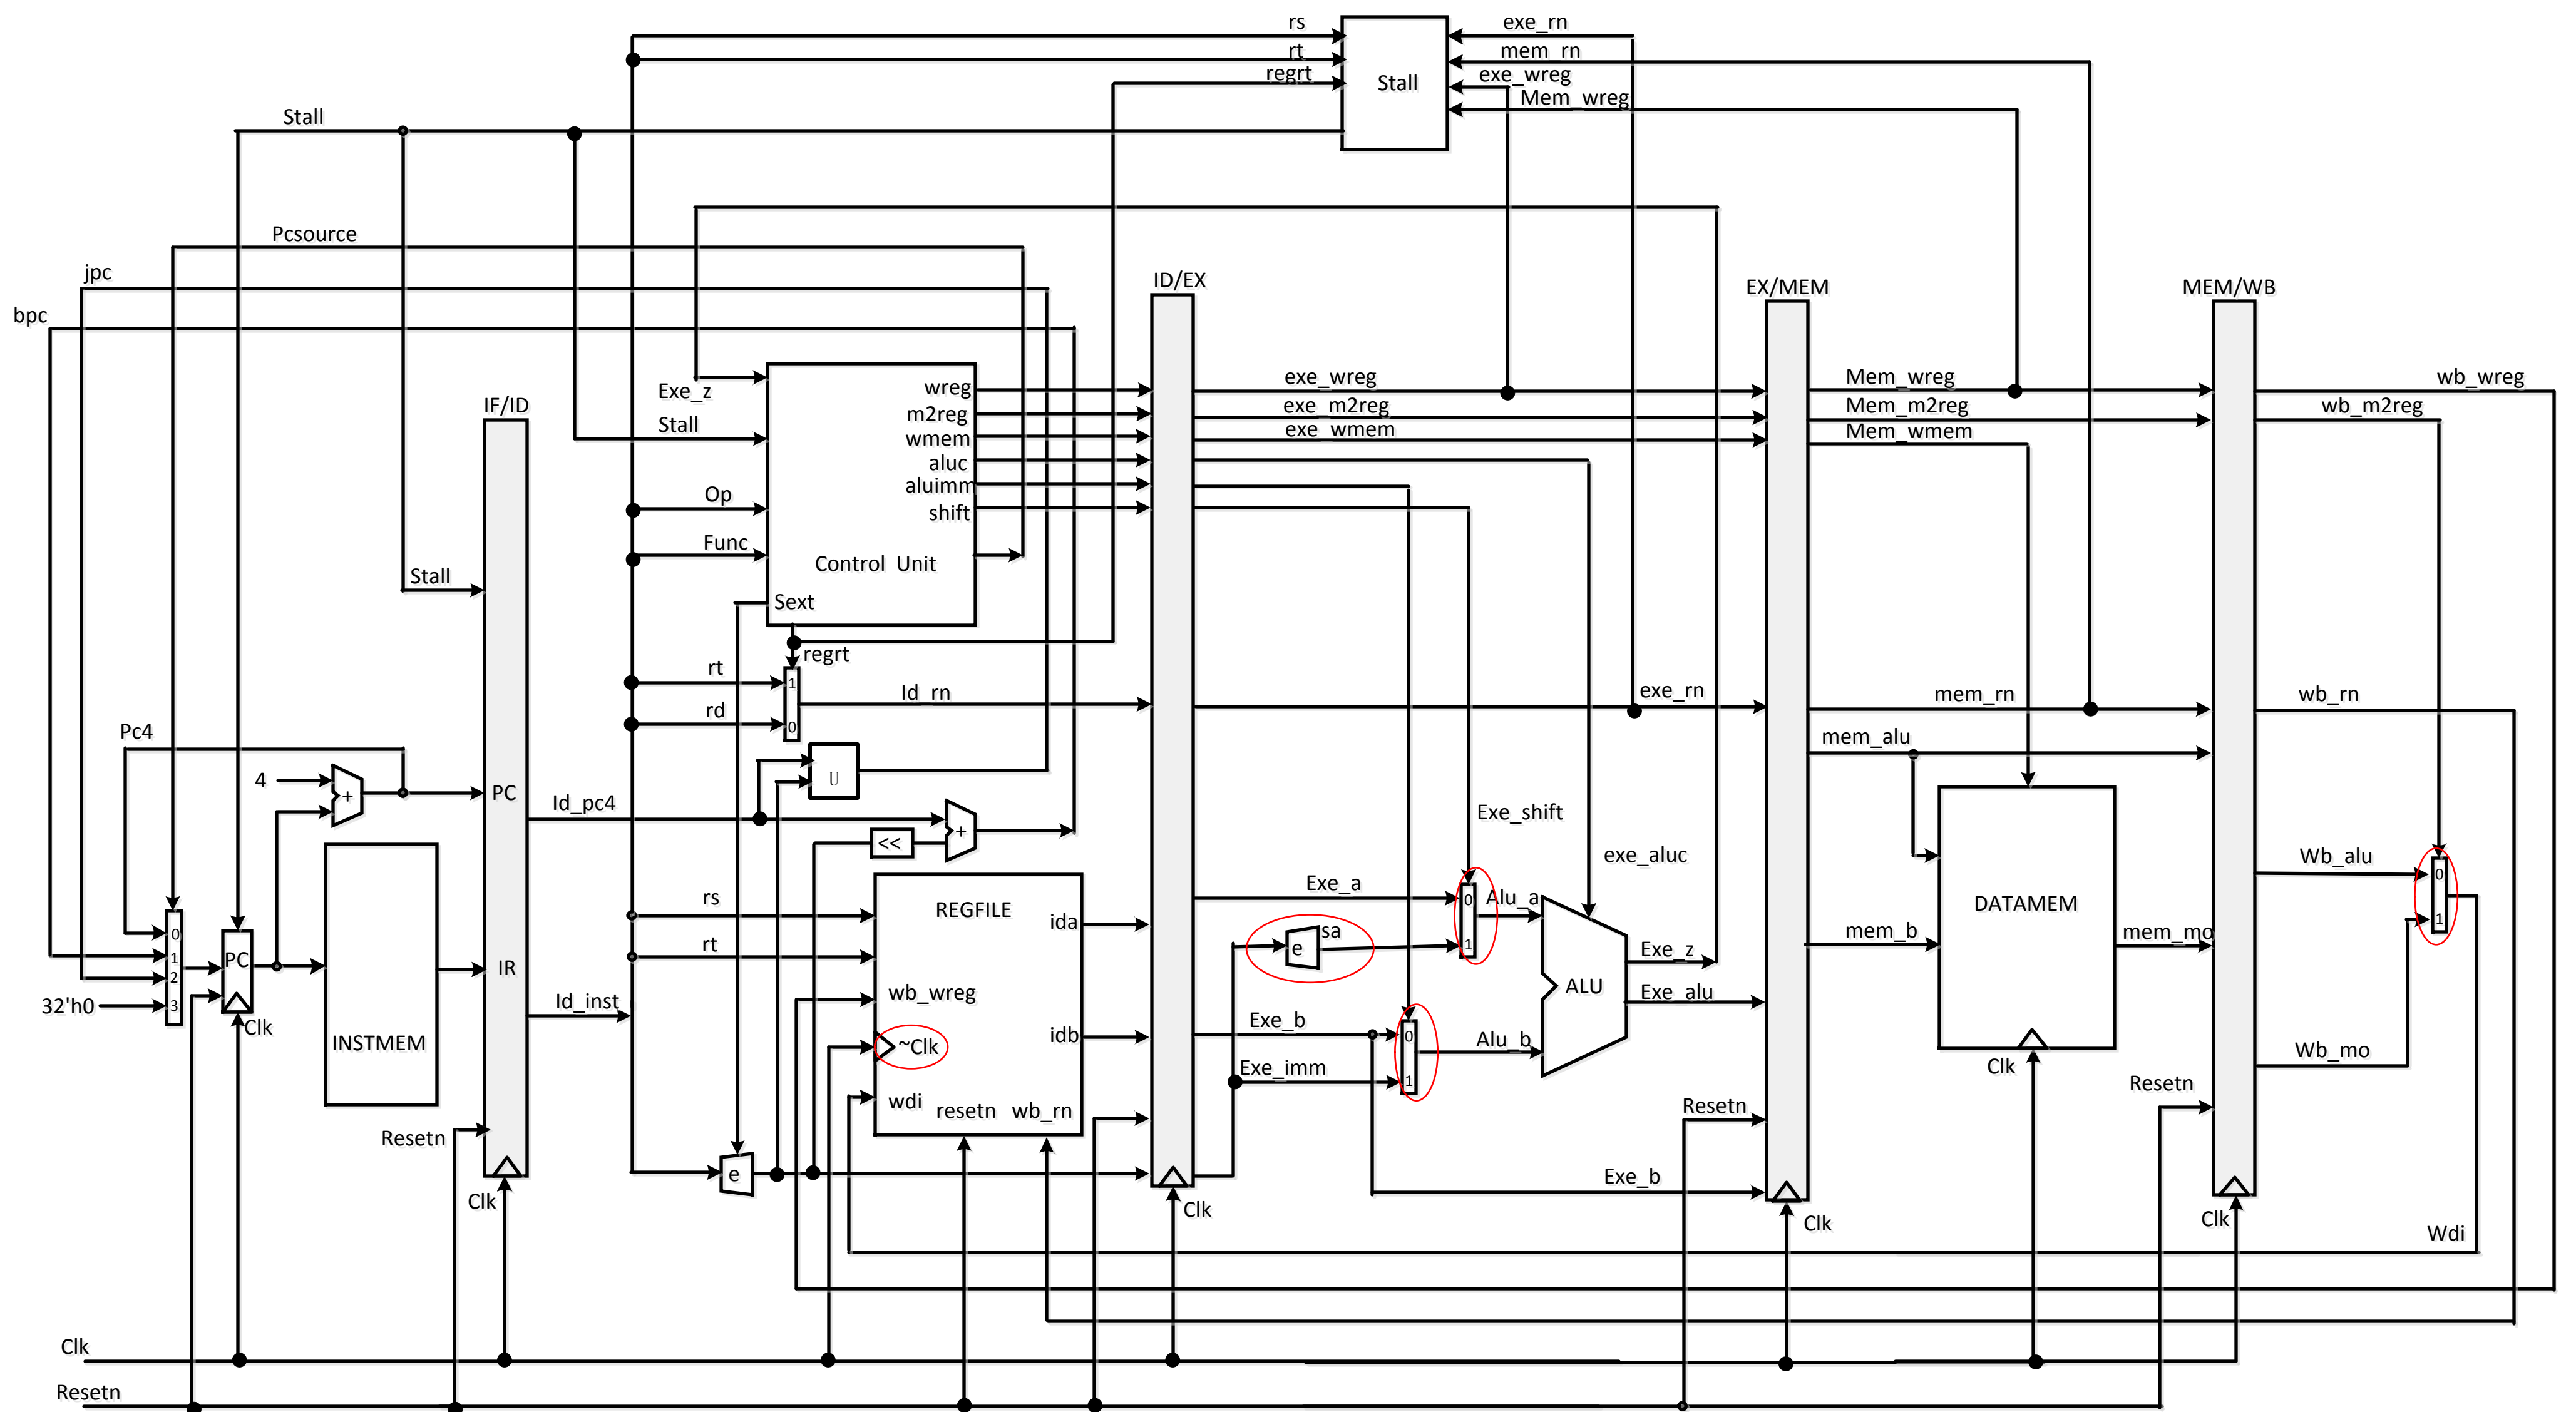 rs
exe_rn
rt
mem_rn
regrt
exe_wreg
Stall
Mem_wreg
Stall
Pcsource
jpc
bpc
ID/EX
EX/MEM
MEM/WB
IF/ID
Exe_z
Stall
Op
Func
wreg
m2reg
wmem
aluc
aluimm
shift
Control Unit
Sext
exe_wreg
exe_m2reg
exe_wmem
Mem_wreg
Mem_m2reg
Mem_wmem
wb_wreg
wb_m2reg
Stall
regrt
rt
1
rd
0
Id_rn
exe_rn
mem_rn
wb_rn
mem_alu
Pc4
4
+
PC
Id_pc4
U
<<
+
Exe_shift
exe_aluc
rs
REGFILE
ida
rt
wb_wreg
~Clk
idb
wdi
resetn
wb_rn
Exe_a
0
Alu_a
e
sa
1
ALU
Exe_z
Exe_alu
Exe_b
0
Alu_b
Exe_imm
1
DATAMEM
mem_b
mem_mo
Clk
Wb_alu
0
1
Wb_mo
0
1
2
3
32'h0
PC
Clk
INSTMEM
IR
Id_inst
Resetn
Clk
e
Clk
Resetn
Exe_b
Clk
Resetn
Clk
Wdi
Clk
Resetn